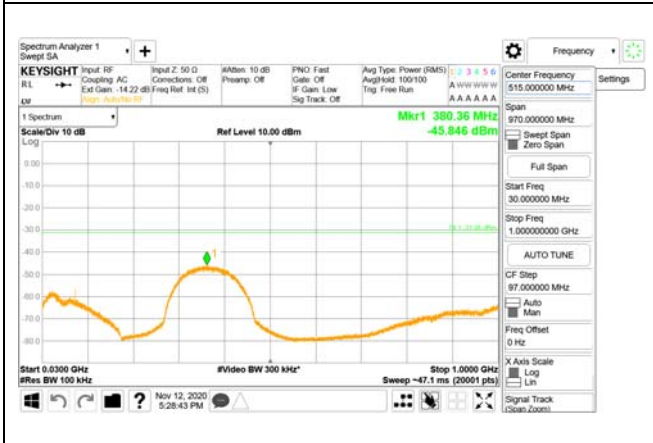 Spectrum Analyzer 1
Swept SA
+
Frequency
KEYSIGHT
Input: RF
Input Z: 50 Ω
#Atten: 10 dB
PNO: Fast
Avg Type: Power (RMS)
1 2 3 4 5 6
RL
Coupling: AC
Corrections: Off
Preamp: Off
Gate: Off
Avg|Hold: 100/100
A W W W W W
Ext Gain: -14.22 dB
Freq Ref: Int (S)
IF Gain: Low
Trig: Free Run
Align: Auto/No RF
Sig Track: Off
A A A A A A
1 Spectrum
Mkr1 380.36 MHz
Scale/Div 10 dB
Ref Level 10.00 dBm
-45.846 dBm
Log
0.00
-10.0
-20.0
-30.0
-40.0
-50.0
-60.0
-70.0
-80.0
1
Start 0.0300 GHz
#Video BW 300 kHz*
Stop 1.0000 GHz
#Res BW 100 kHz
Sweep ~47.1 ms (20001 pts)
?
Nov 12, 2020
5:28:43 PM
Center Frequency
515.000000 MHz
Settings
Span
970.000000 MHz
Swept Span
Zero Span
Full Span
Start Freq
30.000000 MHz
Stop Freq
1.000000000 GHz
AUTO TUNE
CF Step
97.000000 MHz
Auto
Man
Freq Offset
0 Hz
X Axis Scale
Log
Lin
Signal Track
(Span Zoom)